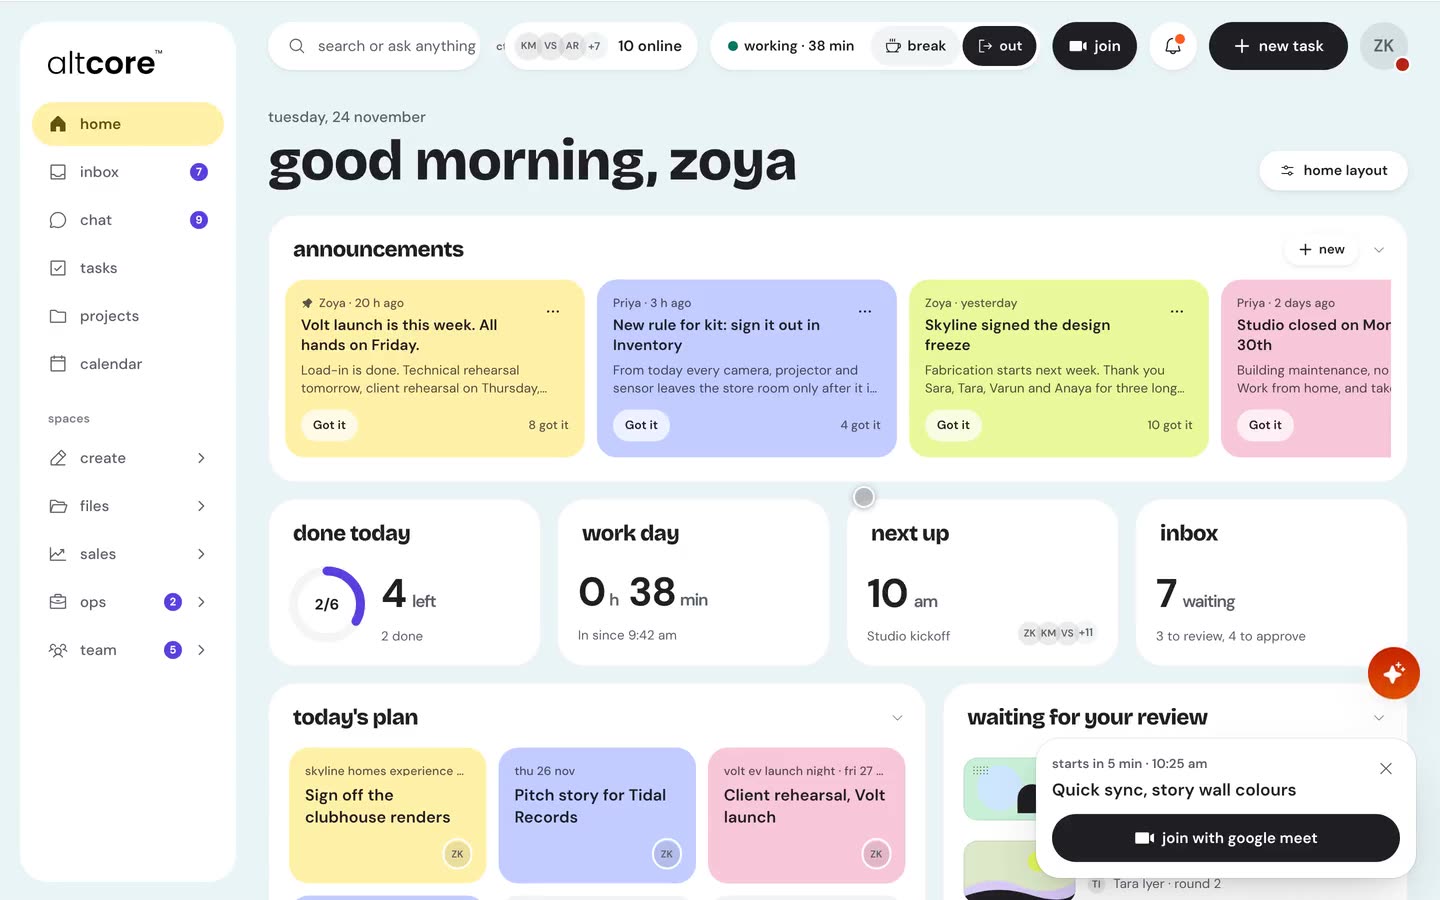 altcore™
search or ask anything
KM VS AR +7 10 online
working · 38 min
break
out
join
new task
ZK
home
inbox 7
chat 9
tasks
projects
calendar
spaces
create
files
sales
ops 2
team 5
tuesday, 24 november
good morning, zoya
home layout
announcements
new
Zoya · 20 h ago
Volt launch is this week. All
hands on Friday.
Load-in is done. Technical rehearsal
tomorrow, client rehearsal on Thursday,...
Got it
8 got it
Priya · 3 h ago
New rule for kit: sign it out in
Inventory
From today every camera, projector and
sensor leaves the store room only after it i...
Got it
4 got it
Zoya · yesterday
Skyline signed the design
freeze
Fabrication starts next week. Thank you
Sara, Tara, Varun and Anaya for three long...
Got it
10 got it
Priya · 2 days ago
Studio closed on Mon
30th
Building maintenance, no
Work from home, and take
Got it
done today
2/6
4 left
2 done
work day
0 h 38 min
In since 9:42 am
next up
10 am
Studio kickoff
ZK KM VS +11
inbox
7 waiting
3 to review, 4 to approve
today's plan
skyline homes experience ...
Sign off the
clubhouse renders
ZK
thu 26 nov
Pitch story for Tidal
Records
ZK
volt ev launch night · fri 27 ...
Client rehearsal, Volt
launch
ZK
waiting for your review
starts in 5 min · 10:25 am
Quick sync, story wall colours
join with google meet
TI Tara Iyer · round 2